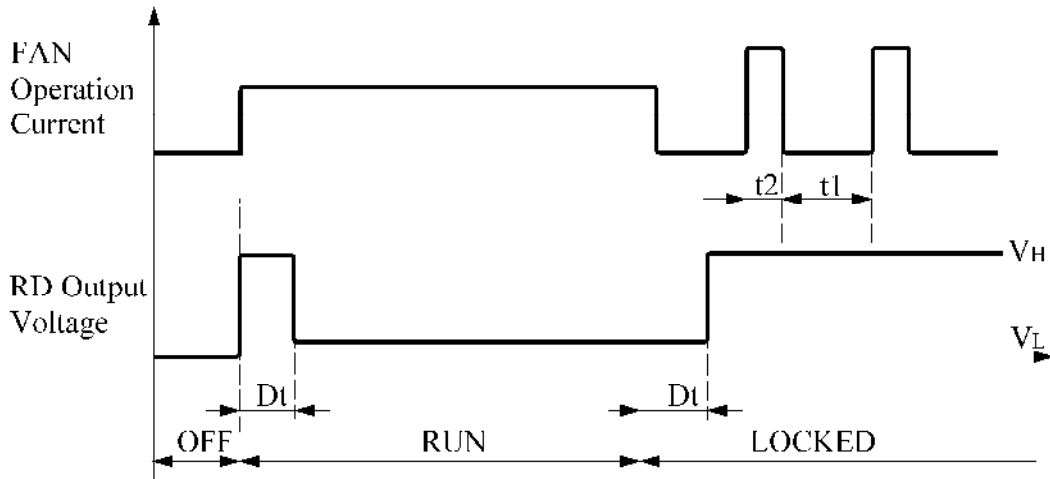 FAN
Operation
Current
t2
t1
VH
RD Output
Voltage
VL
Dt
Dt
OFF
RUN
LOCKED